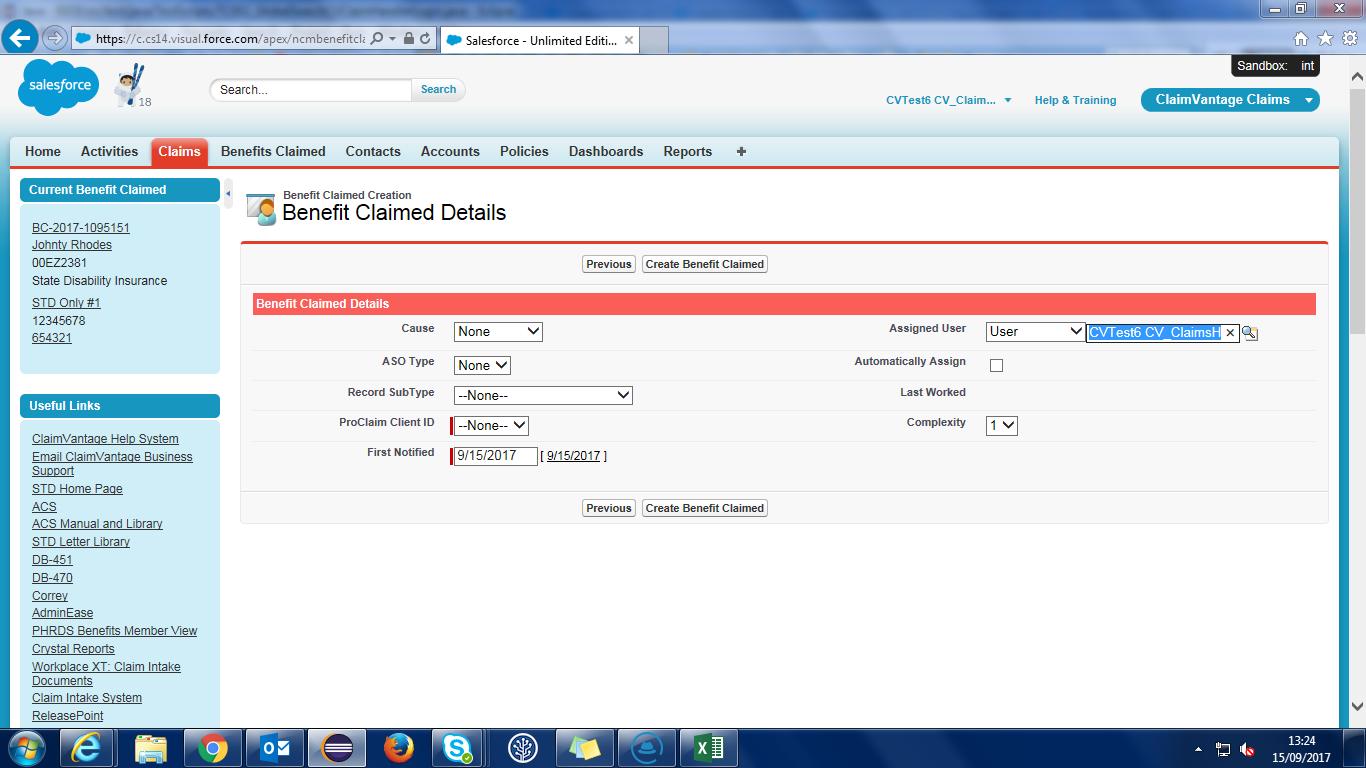 https://c.cs14.visual.force.com/apex/ncmbenefitcla
Salesforce - Unlimited Editi...
Sandbox: int
salesforce
18
Search...
Search
CVTest6 CV_Claim...
Help & Training
ClaimVantage Claims
Home
Activities
Claims
Benefits Claimed
Contacts
Accounts
Policies
Dashboards
Reports
Current Benefit Claimed
BC-2017-1095151
Johnty Rhodes
00EZ2381
State Disability Insurance
STD Only #1
12345678
654321
Useful Links
ClaimVantage Help System
Email ClaimVantage Business
Support
STD Home Page
ACS
ACS Manual and Library
STD Letter Library
DB-451
DB-470
Correy
AdminEase
PHRDS Benefits Member View
Crystal Reports
Workplace XT: Claim Intake
Documents
Claim Intake System
ReleasePoint
Benefit Claimed Creation
Benefit Claimed Details
Previous
Create Benefit Claimed
Benefit Claimed Details
Cause
None
Assigned User
User
CVTest6 CV_ClaimsH
ASO Type
None
Automatically Assign
Record SubType
--None--
Last Worked
ProClaim Client ID
--None--
Complexity
1
First Notified
9/15/2017
[ 9/15/2017 ]
Previous
Create Benefit Claimed
13:24
15/09/2017